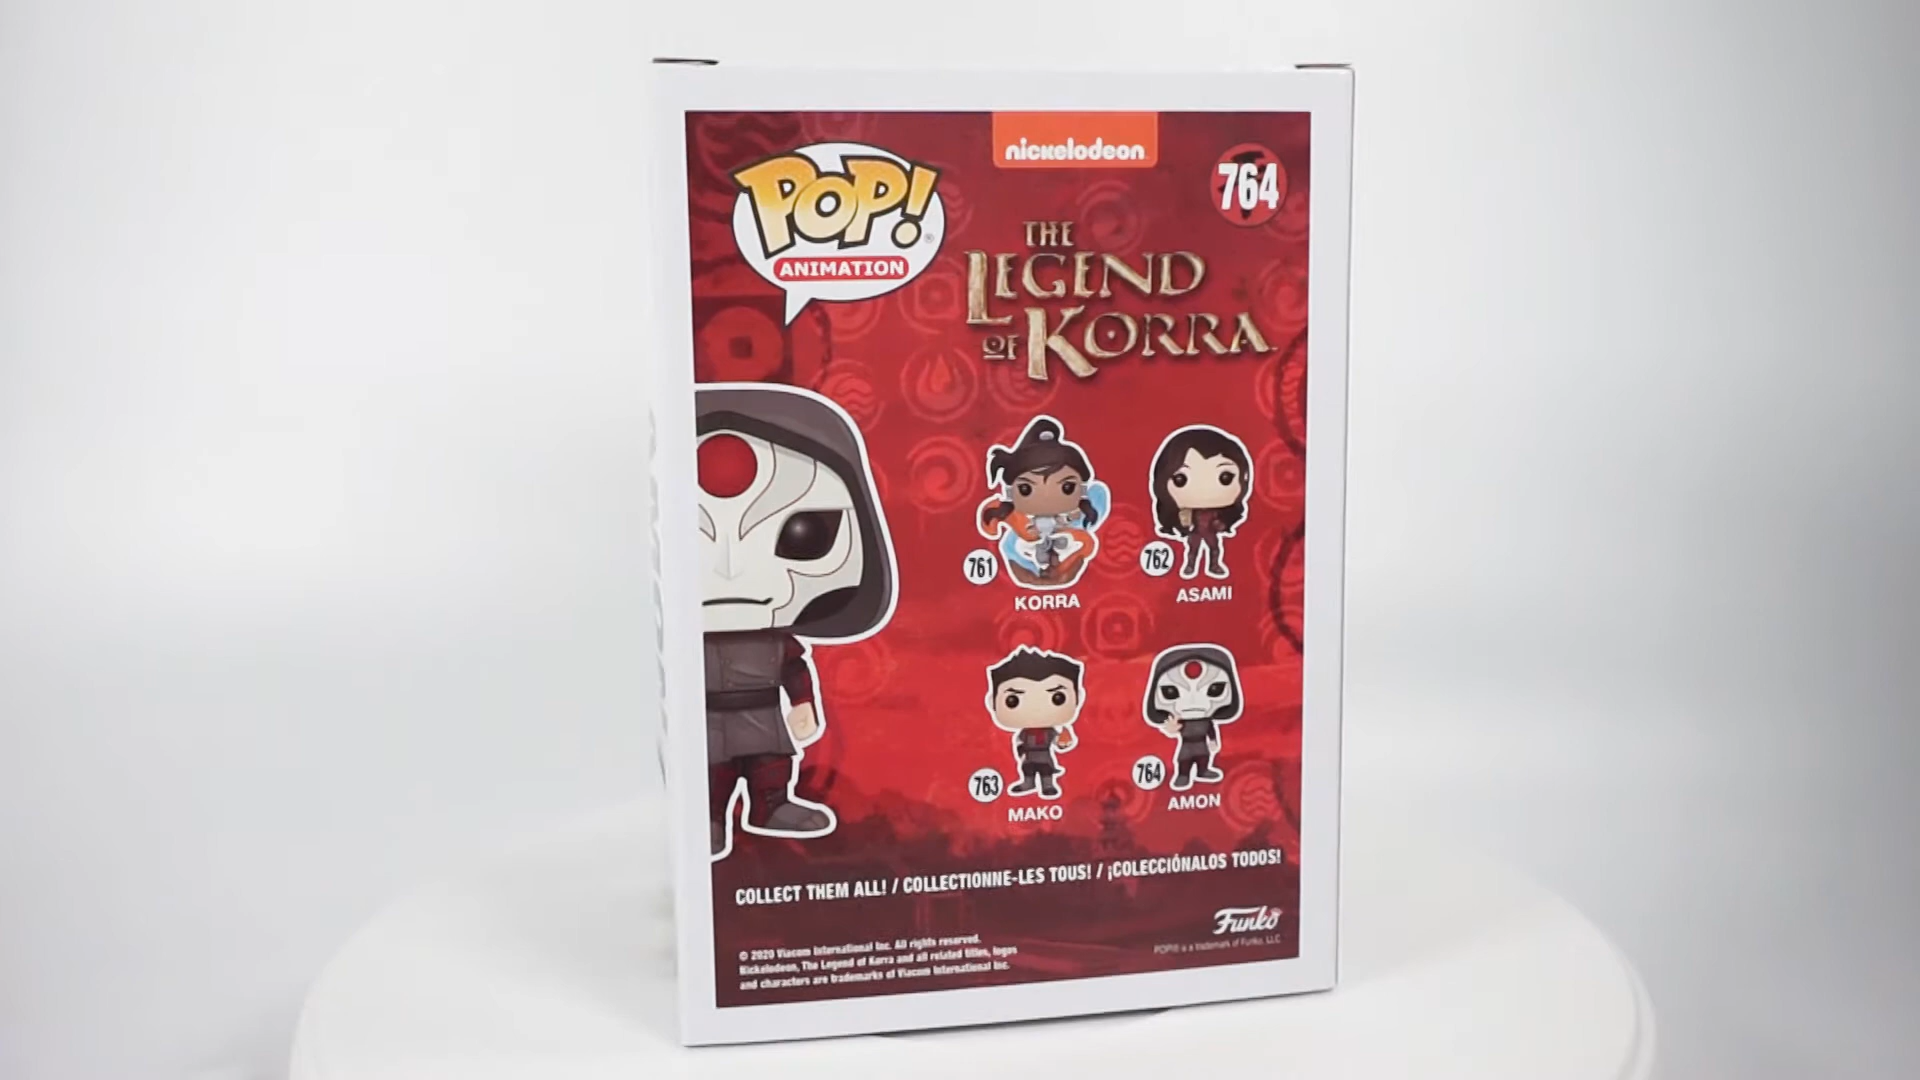 nickelodeon
POP!
ANIMATION
764
THE
LEGEND
OF KORRA
761
KORRA
762
ASAMI
763
MAKO
764
AMON
COLLECT THEM ALL! / COLLECTIONNE-LES TOUS! / ¡COLECCIÓNALOS TODOS!
© 2020 Viacom International Inc. All rights reserved.
Nickelodeon, The Legend of Korra and all related titles, logos
and characters are trademarks of Viacom International Inc.
Funko
POP!® is a trademark of Funko, LLC